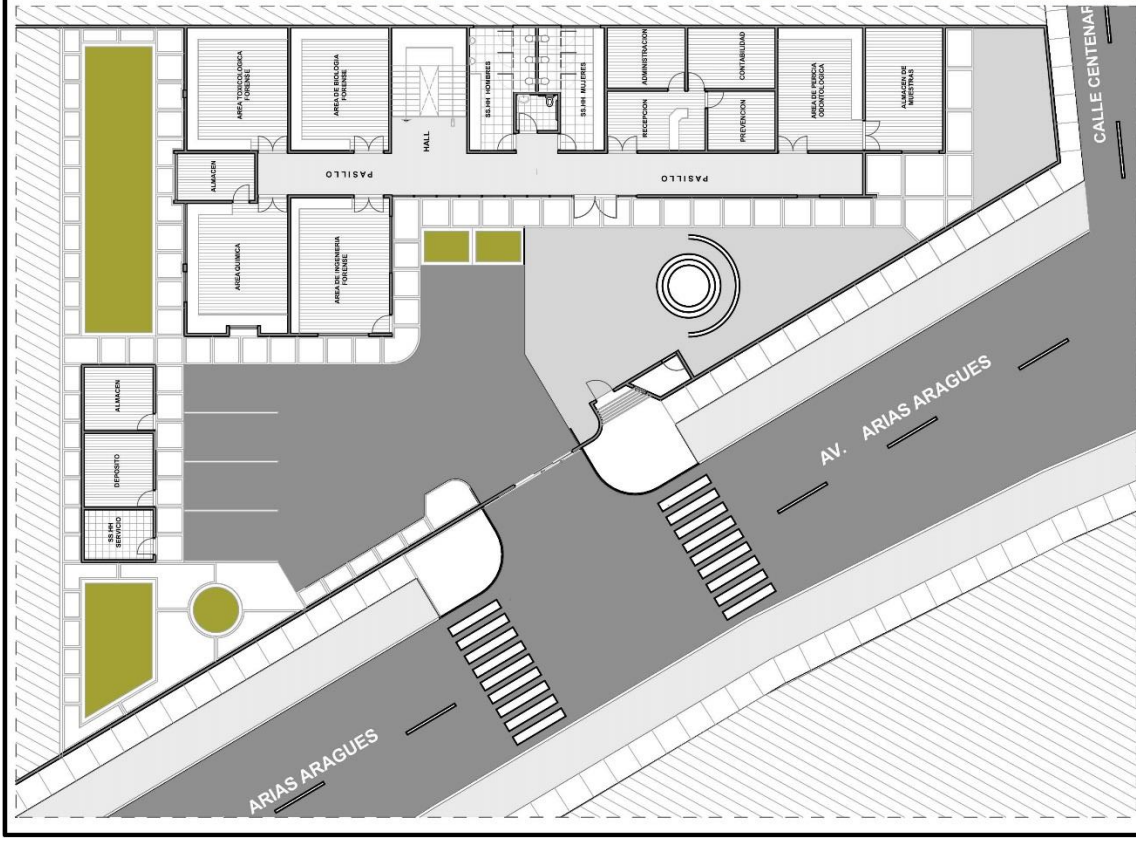 AREA TOXICOLOGICA
FORENSE
AREA DE BIOLOGIA
FORENSE
HALL
SS.HH HOMBRES
SS.HH MUJERES
ADMINISTRACION
CONTABILIDAD
RECEPCION
PREVENCION
AREA DE PERICIA
ODONTOLOGICA
ALMACEN DE
MUESTRAS
CALLE CENTENAR
ALMACEN
PASILLO
PASILLO
AREA QUIMICA
AREA DE INGENIERIA
FORENSE
ALMACEN
DEPOSITO
SS.HH
SERVICIO
AV. ARIAS ARAGUES
ARIAS ARAGUES